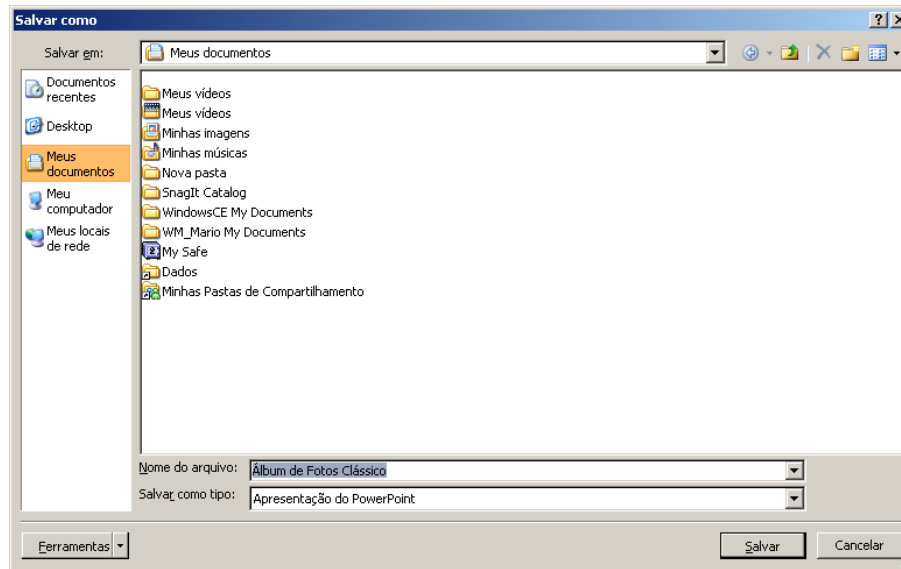 Salvar como
Salvar em:
Meus documentos
Documentos
recentes
Desktop
Meus
documentos
Meu
computador
Meus locais
de rede
Meus vídeos
Meus vídeos
Minhas imagens
Minhas músicas
Nova pasta
SnagIt Catalog
WindowsCE My Documents
WM_Mario My Documents
My Safe
Dados
Minhas Pastas de Compartilhamento
Nome do arquivo:
Álbum de Fotos Clássico
Salvar como tipo:
Apresentação do PowerPoint
Ferramentas
Salvar
Cancelar